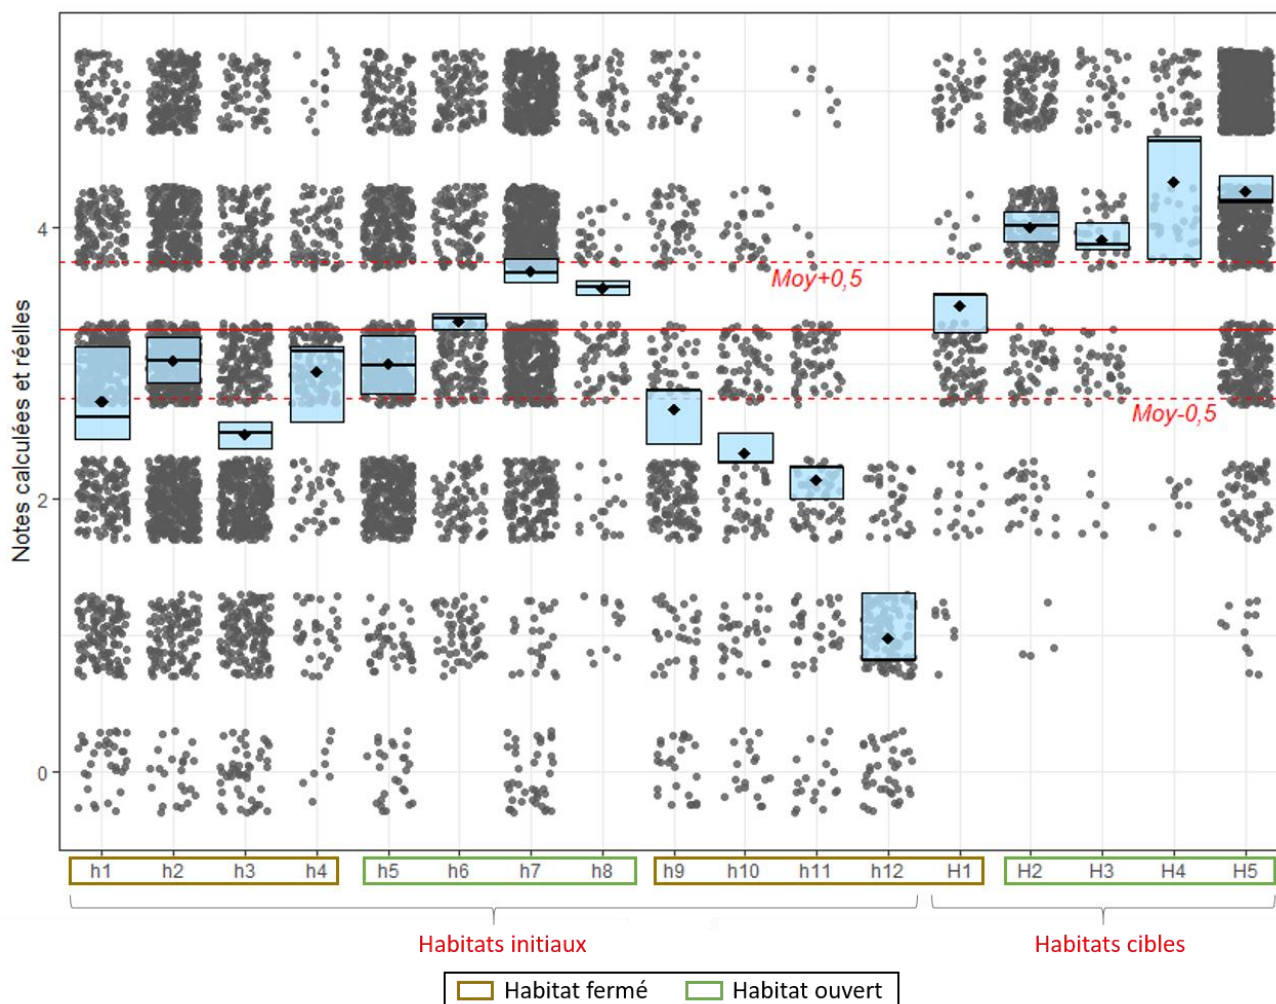 Notes calculées et réelles
4
2
0
Moy+0,5
Moy-0,5
h1 h2 h3 h4 h5 h6 h7 h8 h9 h10 h11 h12 H1 H2 H3 H4 H5
Habitats initiaux Habitats cibles
Habitat fermé Habitat ouvert